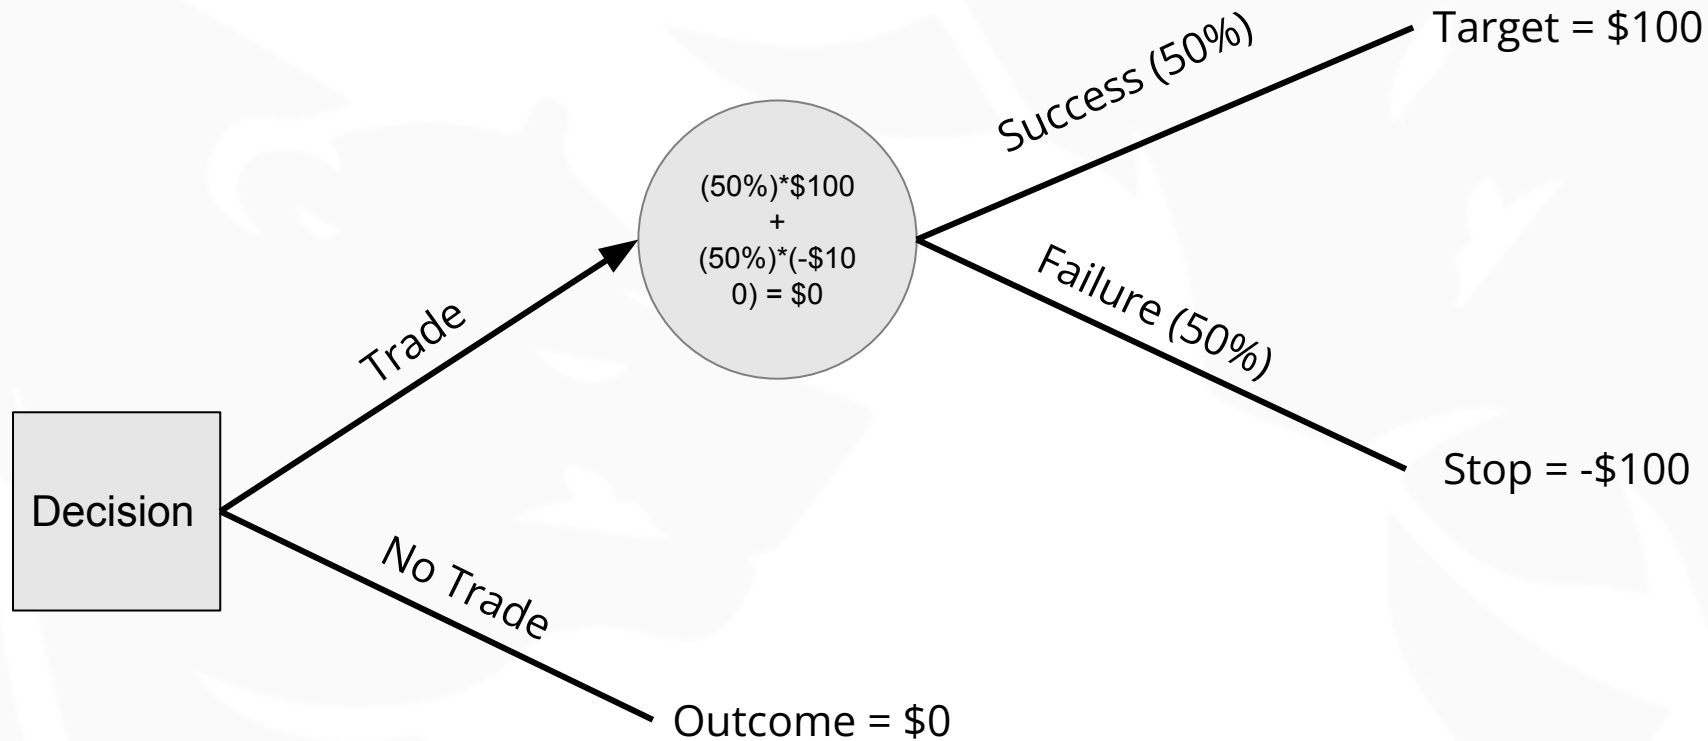 Success (50%)
Target = $100
(50%)*$100
+
(50%)*(-$10
0) = $0
Failure (50%)
Trade
Stop = -$100
Decision
No Trade
Outcome = $0